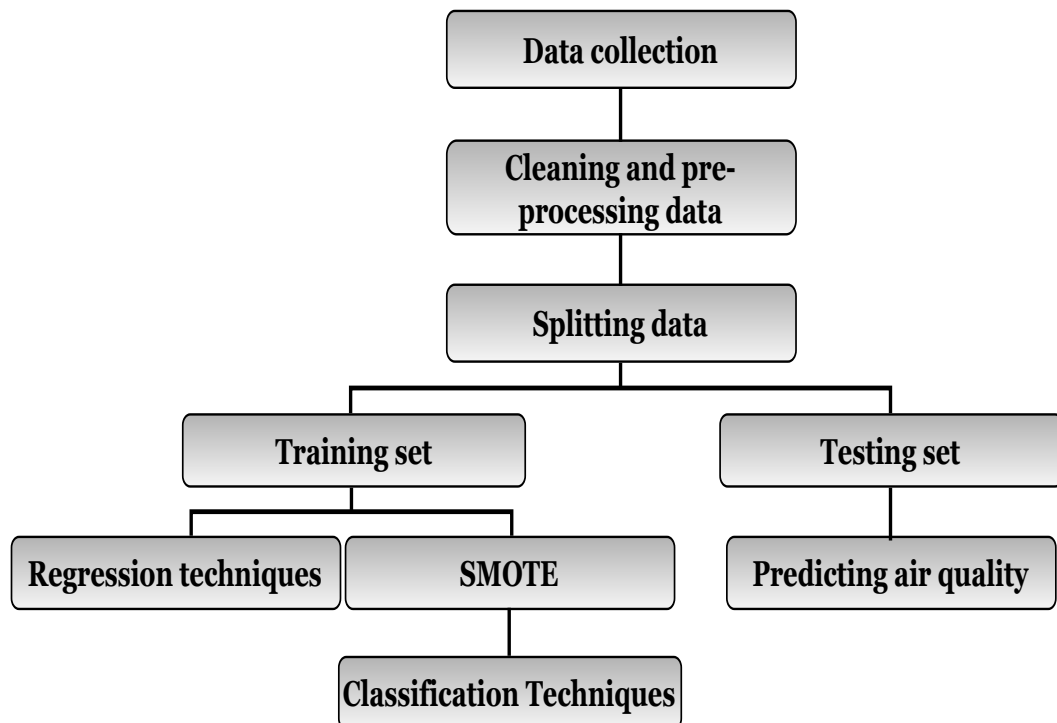 Data collection
Cleaning and pre-
processing data
Splitting data
Training set
Testing set
Regression techniques
SMOTE
Predicting air quality
Classification Techniques